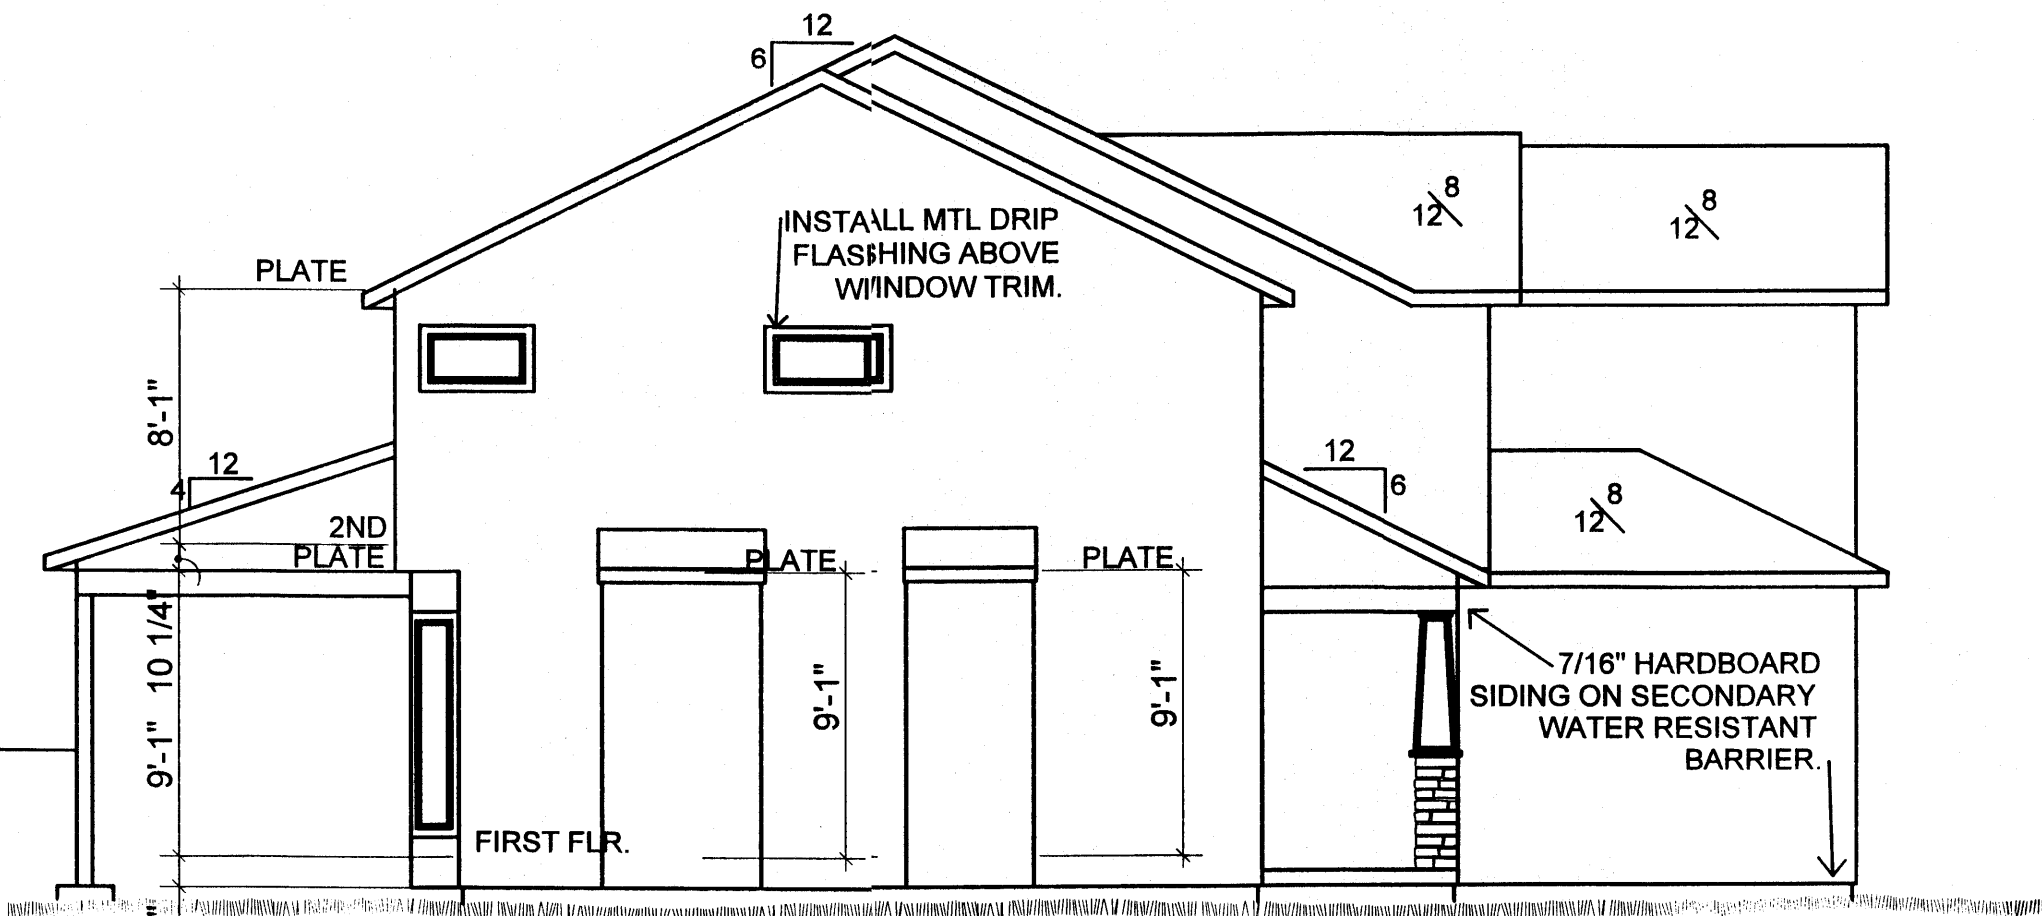 12
6
8
12
8
12
INSTALL MTL DRIP
FLASHING ABOVE
WINDOW TRIM.
PLATE
8'-1"
12
4
12
6
8
12
2ND
PLATE
PLATE
PLATE
10 1/4"
9'-1"
9'-1"
9'-1"
7/16" HARDBOARD
SIDING ON SECONDARY
WATER RESISTANT
BARRIER.
FIRST FLR.
"